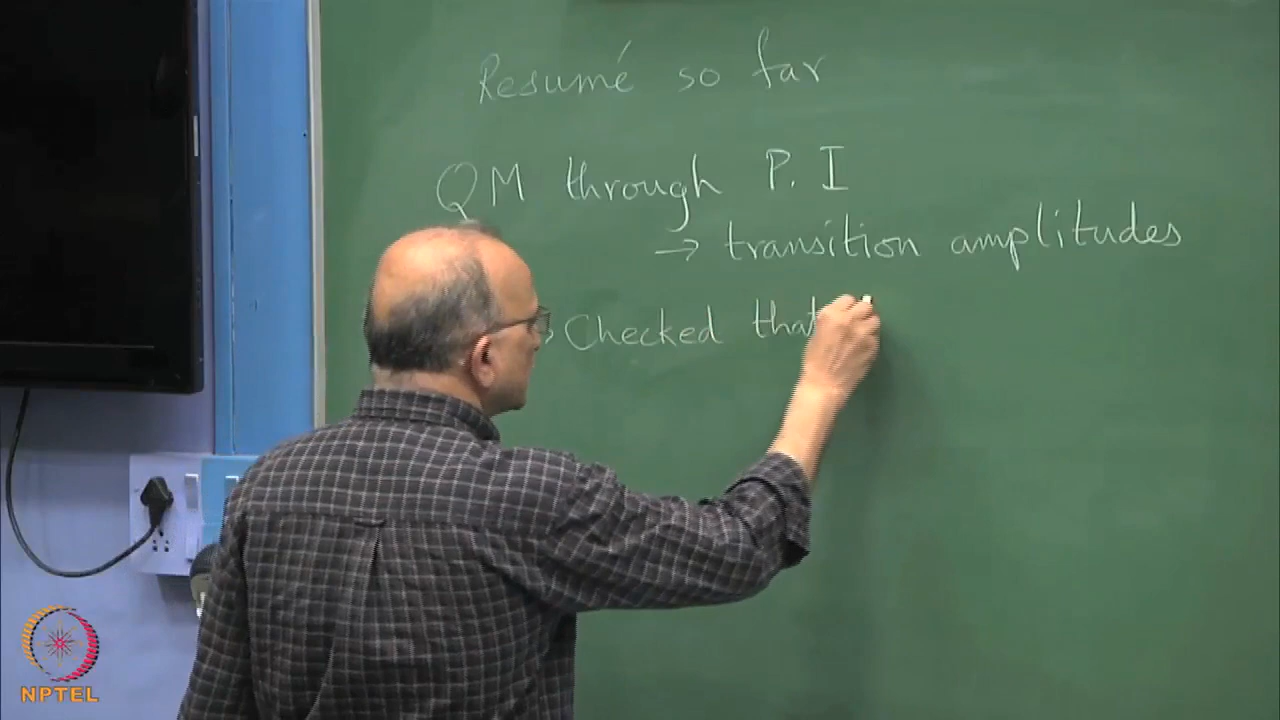 Resumé so far
QM through P. I
→ transition amplitudes
Checked that
NPTEL